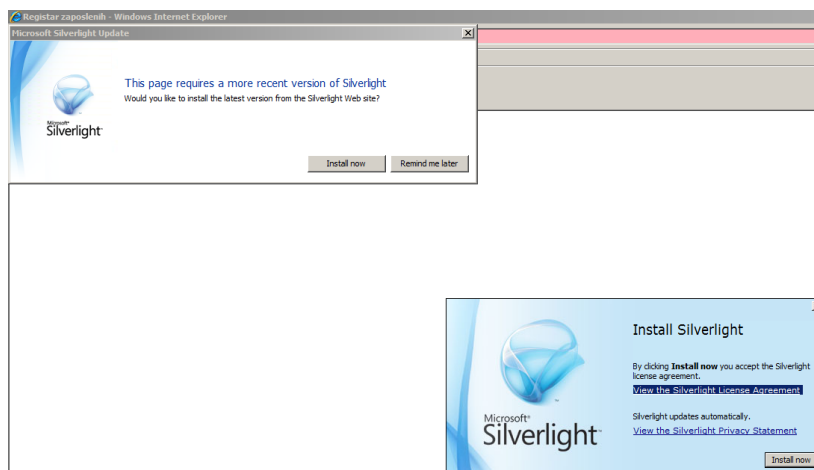 Registar zaposlenih - Windows Internet Explorer
Microsoft Silverlight Update
This page requires a more recent version of Silverlight
Would you like to install the latest version from the Silverlight Web site?
Microsoft®
Silverlight™
Install now
Remind me later
Install Silverlight
By clicking Install now you accept the Silverlight
license agreement.
View the Silverlight License Agreement
Silverlight updates automatically.
View the Silverlight Privacy Statement
Microsoft®
Silverlight™
Install now